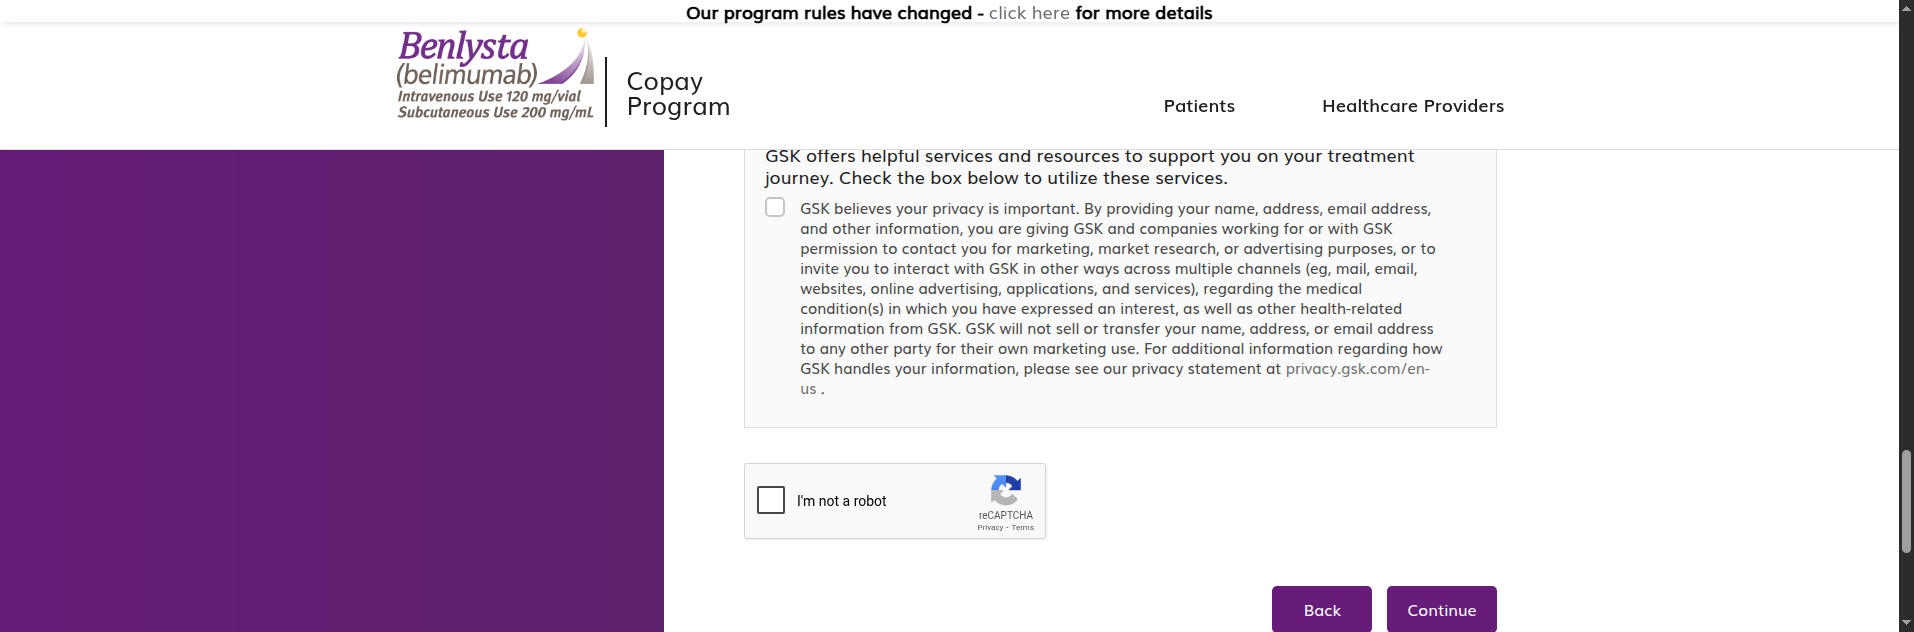 Our program rules have changed - click here for more details
Benlysta
(belimumab)
Intravenous Use 120 mg/vial
Subcutaneous Use 200 mg/mL
Copay
Program
Patients
Healthcare Providers
GSK offers helpful services and resources to support you on your treatment
journey. Check the box below to utilize these services.
GSK believes your privacy is important. By providing your name, address, email address,
and other information, you are giving GSK and companies working for or with GSK
permission to contact you for marketing, market research, or advertising purposes, or to
invite you to interact with GSK in other ways across multiple channels (eg, mail, email,
websites, online advertising, applications, and services), regarding the medical
condition(s) in which you have expressed an interest, as well as other health-related
information from GSK. GSK will not sell or transfer your name, address, or email address
to any other party for their own marketing use. For additional information regarding how
GSK handles your information, please see our privacy statement at privacy.gsk.com/en-
us .
I'm not a robot
reCAPTCHA
Privacy - Terms
Back
Continue